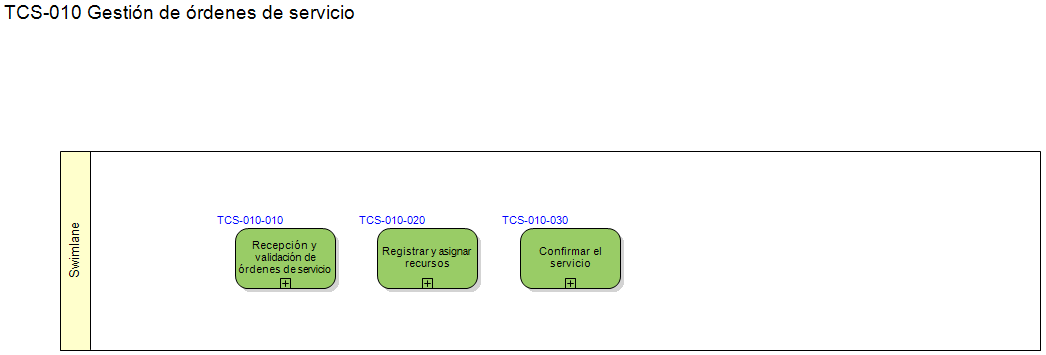 TCS-010 Gestión de órdenes de servicio
Swimlane
TCS-010-010
Recepción y
validación de
órdenes de servicio
TCS-010-020
Registrar y asignar
recursos
TCS-010-030
Confirmar el
servicio